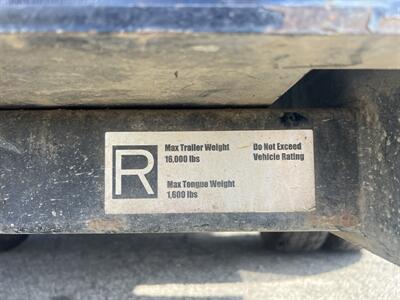 R
Max Trailer Weight
16,000 lbs
Do Not Exceed
Vehicle Rating
Max Tongue Weight
1,600 lbs